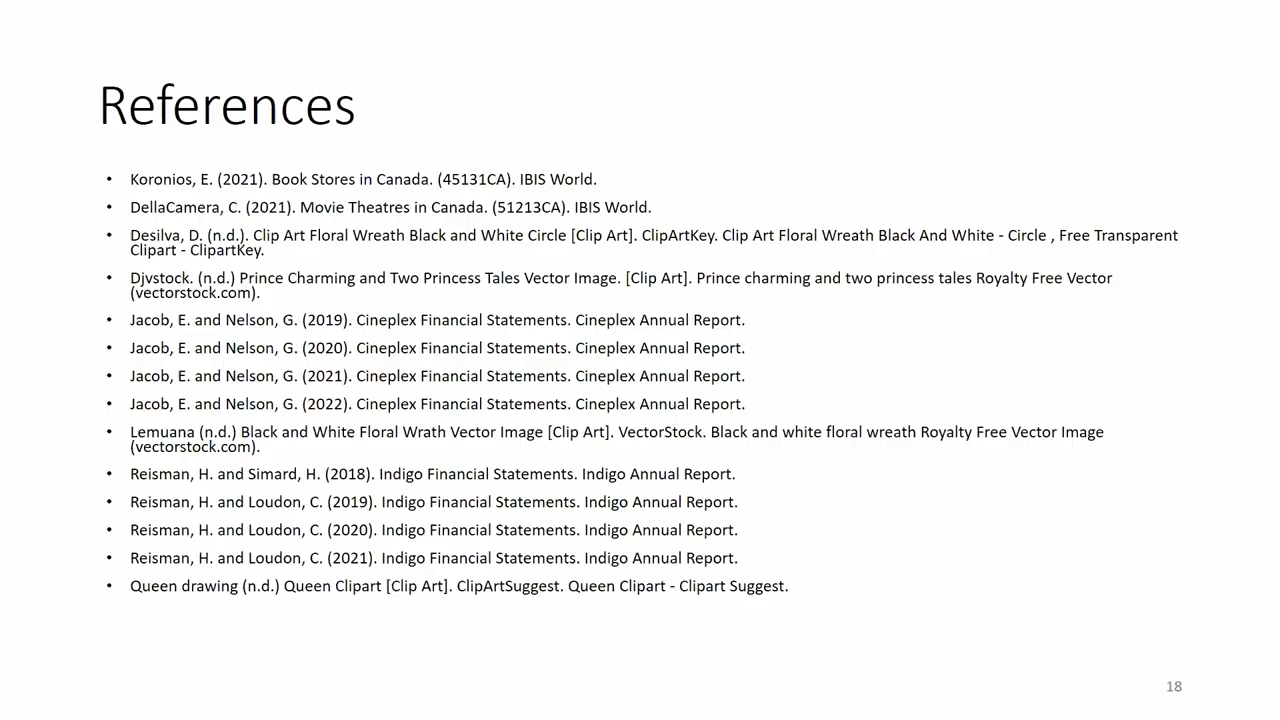 References
• Koronios, E. (2021). Book Stores in Canada. (45131CA). IBIS World.
• DellaCamera, C. (2021). Movie Theatres in Canada. (51213CA). IBIS World.
• Desilva, D. (n.d.). Clip Art Floral Wreath Black and White Circle [Clip Art]. ClipArtKey. Clip Art Floral Wreath Black And White - Circle , Free Transparent
Clipart - ClipartKey.
• Djvstock. (n.d.) Prince Charming and Two Princess Tales Vector Image. [Clip Art]. Prince charming and two princess tales Royalty Free Vector
(vectorstock.com).
• Jacob, E. and Nelson, G. (2019). Cineplex Financial Statements. Cineplex Annual Report.
• Jacob, E. and Nelson, G. (2020). Cineplex Financial Statements. Cineplex Annual Report.
• Jacob, E. and Nelson, G. (2021). Cineplex Financial Statements. Cineplex Annual Report.
• Jacob, E. and Nelson, G. (2022). Cineplex Financial Statements. Cineplex Annual Report.
• Lemuana (n.d.) Black and White Floral Wrath Vector Image [Clip Art]. VectorStock. Black and white floral wreath Royalty Free Vector Image
(vectorstock.com).
• Reisman, H. and Simard, H. (2018). Indigo Financial Statements. Indigo Annual Report.
• Reisman, H. and Loudon, C. (2019). Indigo Financial Statements. Indigo Annual Report.
• Reisman, H. and Loudon, C. (2020). Indigo Financial Statements. Indigo Annual Report.
• Reisman, H. and Loudon, C. (2021). Indigo Financial Statements. Indigo Annual Report.
• Queen drawing (n.d.) Queen Clipart [Clip Art]. ClipArtSuggest. Queen Clipart - Clipart Suggest.
18